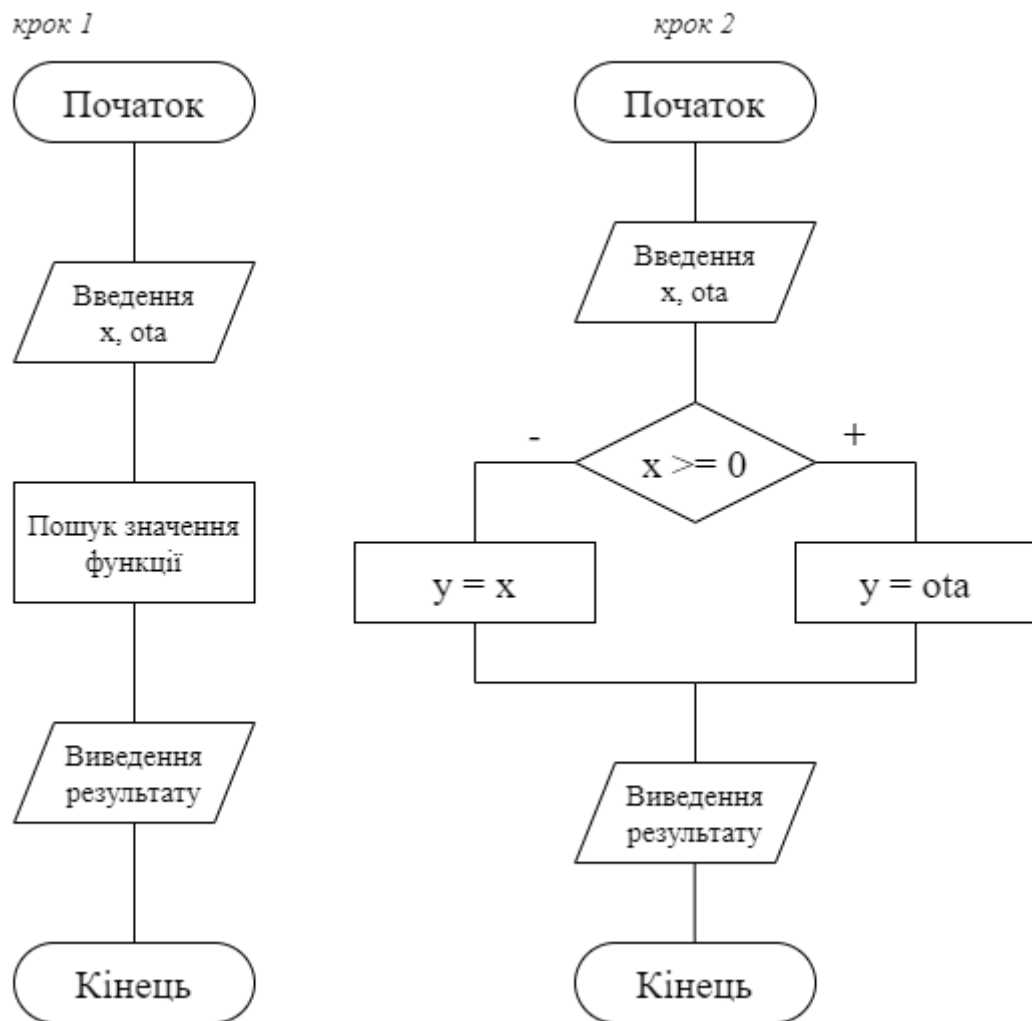 крок 1
Початок
Введення
x, ota
Пошук значення
функції
Виведення
результату
Кінець
крок 2
Початок
Введення
x, ota
x >= 0
-
+
y = x
y = ota
Виведення
результату
Кінець